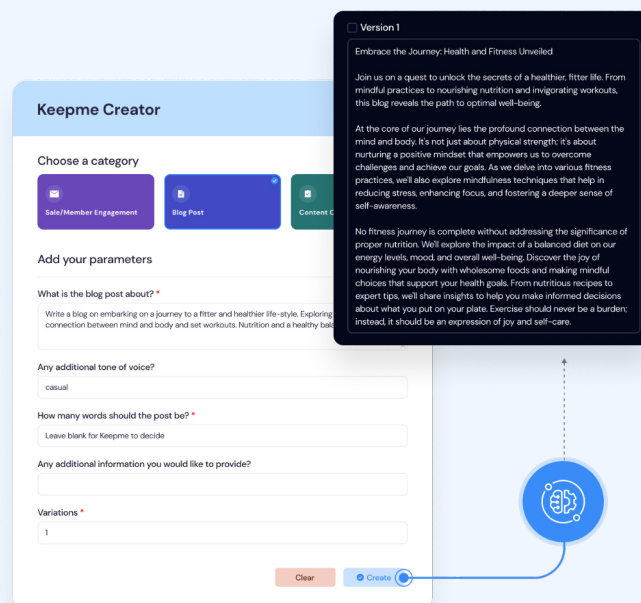 Version 1
Embrace the Journey: Health and Fitness Unveiled
Join us on a quest to unlock the secrets of a healthier, fitter life. From
mindful practices to nourishing nutrition and invigorating workouts,
this blog reveals the path to optimal well-being.
At the core of our journey lies the profound connection between the
mind and body. It's not just about physical strength; it's about
nurturing a positive mindset that empowers us to overcome
challenges and achieve our goals. As we delve into various fitness
practices, we'll also explore mindfulness techniques that help in
reducing stress, enhancing focus, and fostering a deeper sense of
self-awareness.
No fitness journey is complete without addressing the significance of
proper nutrition. We'll explore the impact of a balanced diet on our
energy levels, mood, and overall well-being. Discover the joy of
nourishing your body with wholesome foods and making mindful
choices that support your health goals. From nutritious recipes to
expert tips, we'll share insights to help you make informed decisions
about what you put on your plate. Exercise should never be a burden;
instead, it should be an expression of joy and self-care.
Keepme Creator
Choose a category
Sale/Member Engagement
Blog Post
Content
Add your parameters
What is the blog post about? *
Write a blog on embarking on a journey to a fitter and healthier life-style. Exploring
connection between mind and body and set workouts. Nutrition and a healthy
Any additional tone of voice?
casual
How many words should the post be? *
Leave blank for Keepme to decide
Any additional information you would like to provide?
Variations *
1
Clear
Create